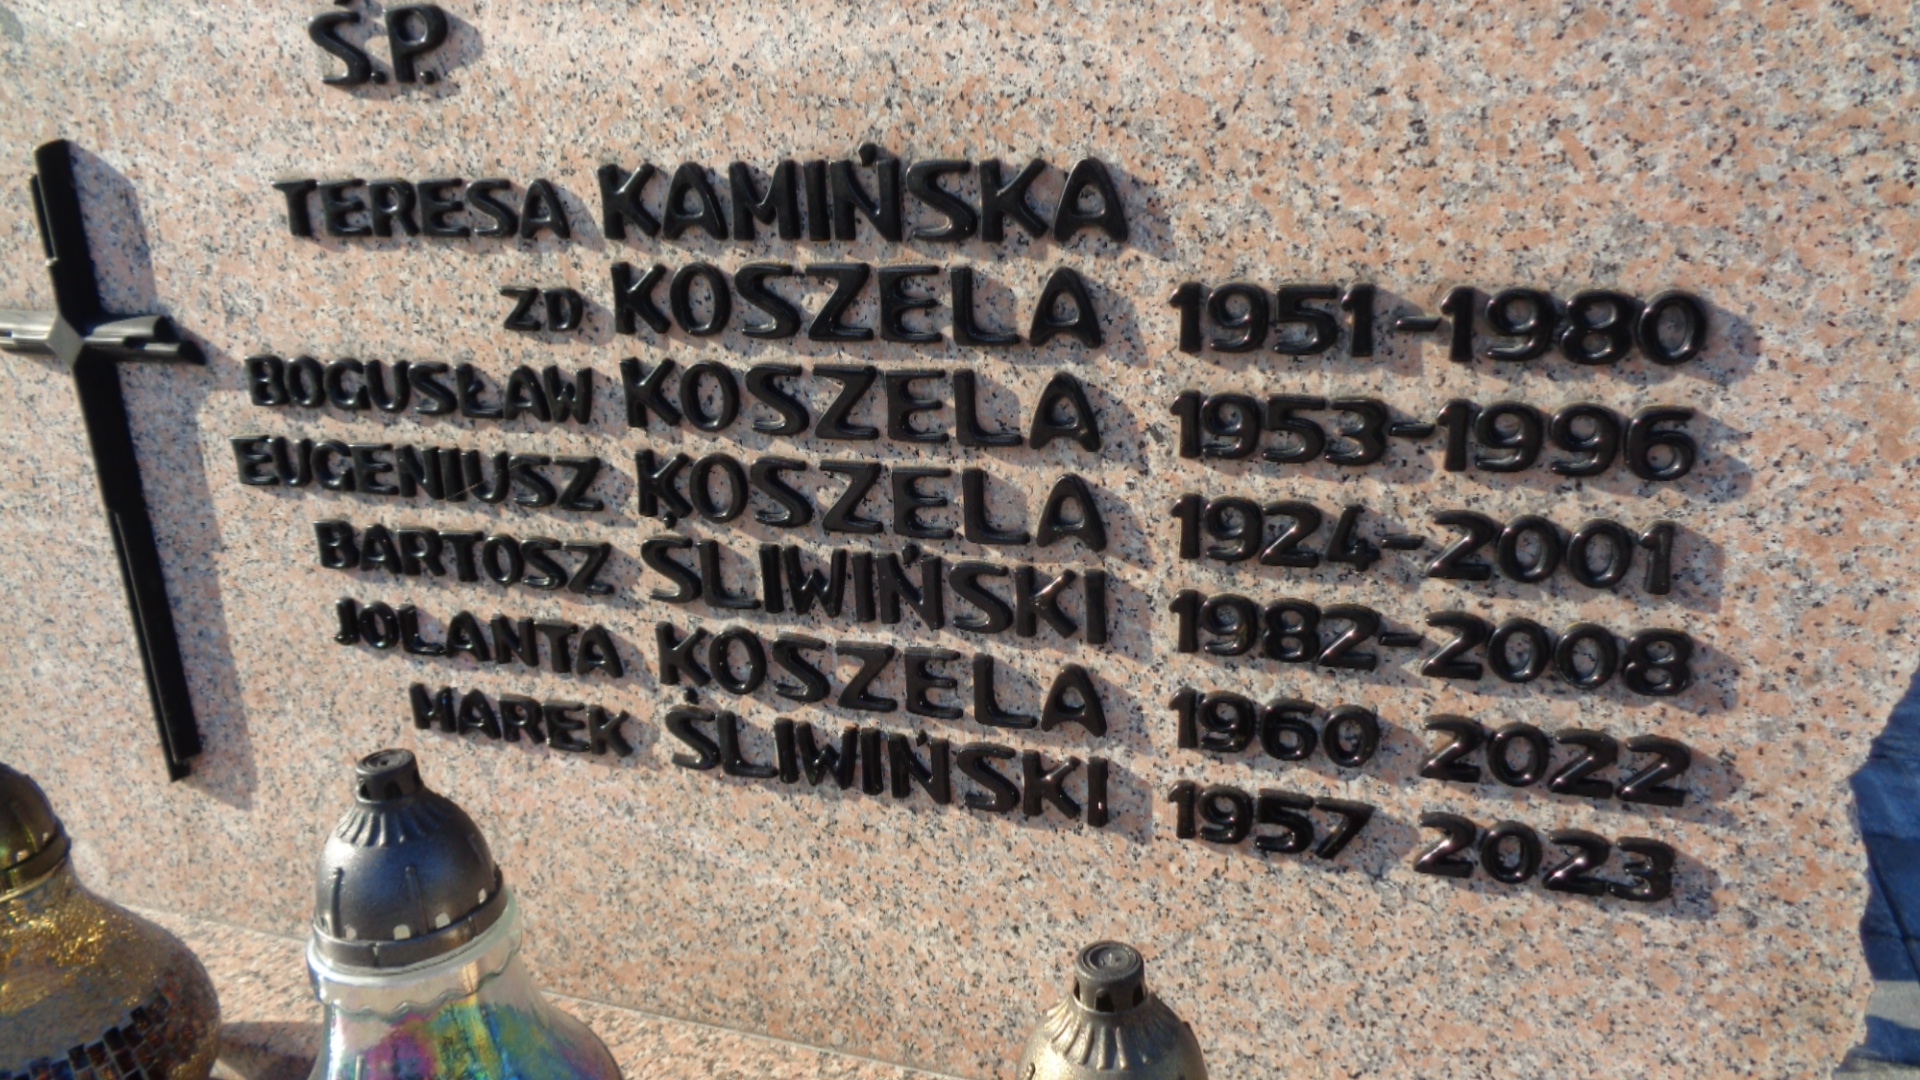 Ś.P.
TERESA KAMIŃSKA
ZD KOSZELA 1951-1980
BOGUSŁAW KOSZELA 1953-1996
EUGENIUSZ KOSZELA 1924-2001
BARTOSZ ŚLIWIŃSKI 1982-2008
JOLANTA KOSZELA 1960 2022
MAREK ŚLIWIŃSKI 1957 2023